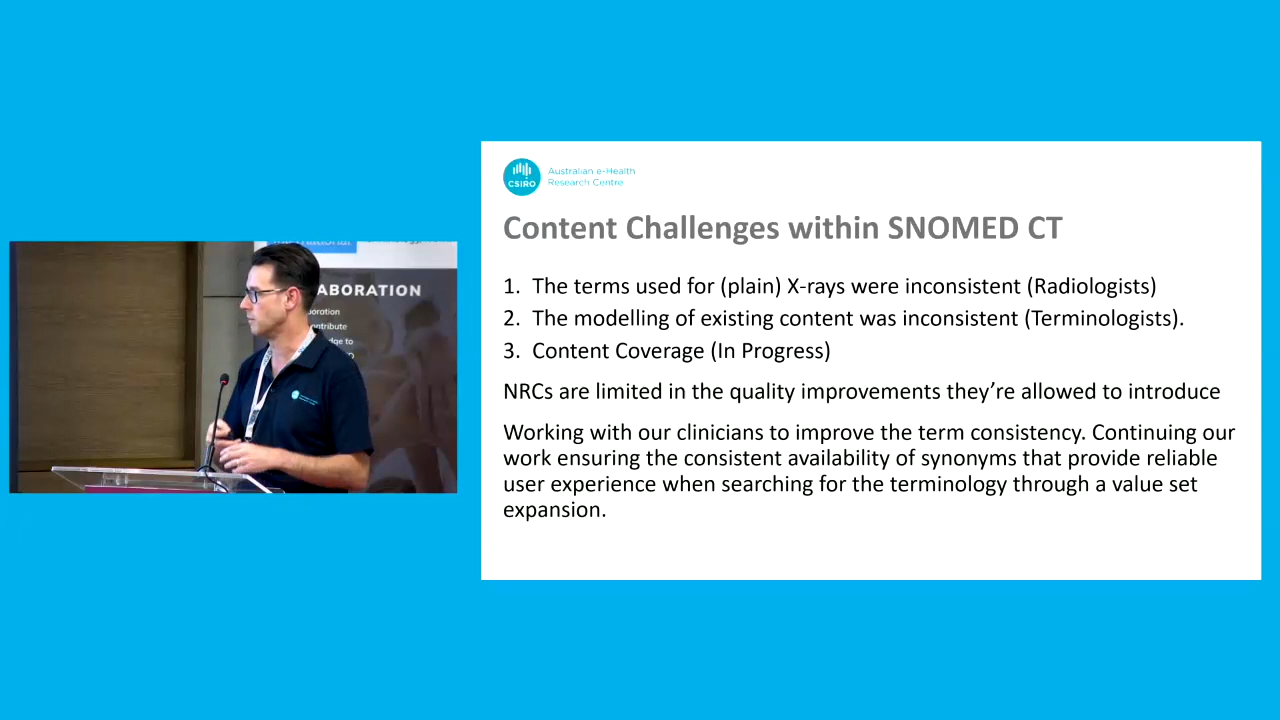 CSIRO
Australian e-Health
Research Centre
Content Challenges within SNOMED CT
1. The terms used for (plain) X-rays were inconsistent (Radiologists)
2. The modelling of existing content was inconsistent (Terminologists).
3. Content Coverage (In Progress)
NRCs are limited in the quality improvements they’re allowed to introduce
Working with our clinicians to improve the term consistency. Continuing our
work ensuring the consistent availability of synonyms that provide reliable
user experience when searching for the terminology through a value set
expansion.
ABORATION
oration
ontribute
dge to